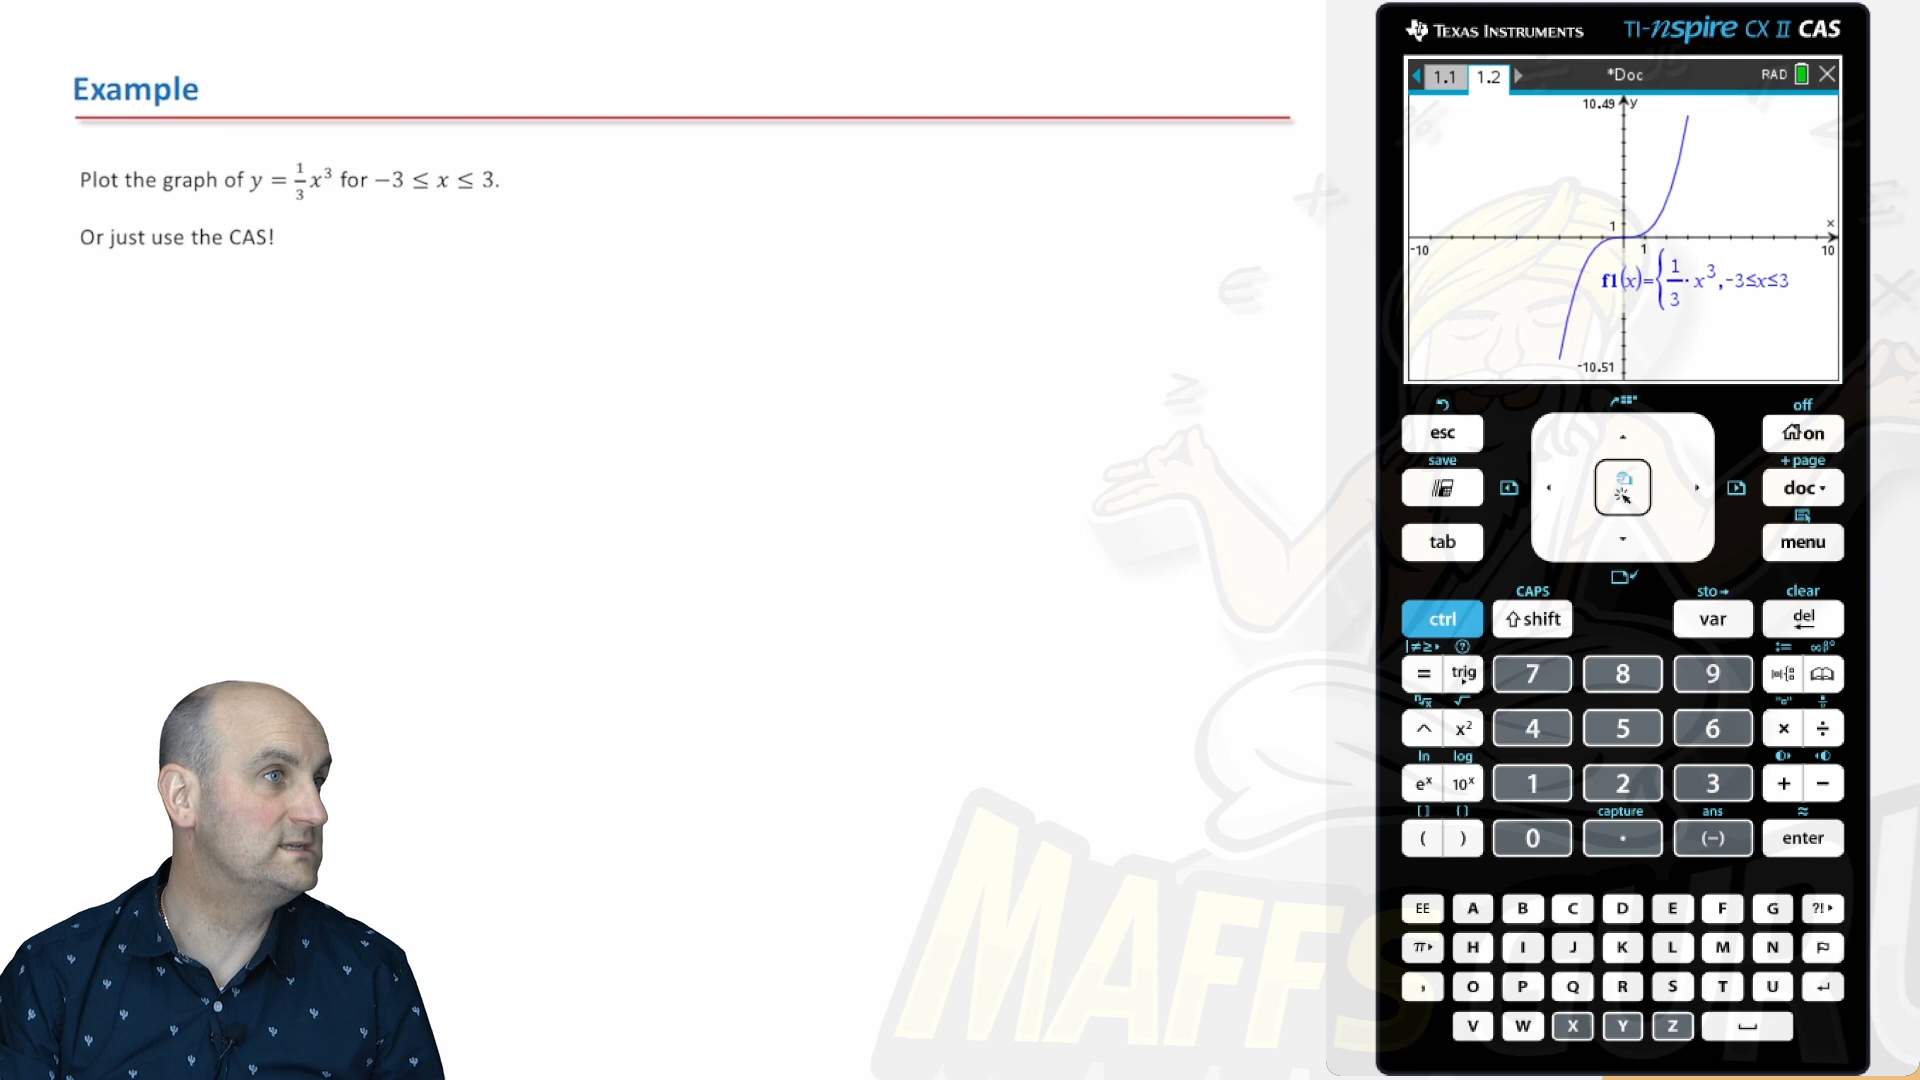 Example
Plot the graph of y = 1/3 x³ for −3 ≤ x ≤ 3.
Or just use the CAS!
TEXAS INSTRUMENTS TI-nspire CX II CAS
1.1 1.2 *Doc RAD
10.49 y
1 x
-10 1 10
f1(x)={1/3·x³,-3≤x≤3
-10.51
off
esc on
save +page
doc
tab menu
CAPS sto→ clear
ctrl shift var del
|≠≥▸ ? := ∞β°
= trig 7 8 9
ⁿ√x √ "□"
^ x² 4 5 6 × ÷
ln log
eˣ 10ˣ 1 2 3 + −
[ ] { } capture ans ≈
( ) 0 . (−) enter
EE A B C D E F G ?!▸
π▸ H I J K L M N
, O P Q R S T U ↵
V W X Y Z
MAFFS GURU